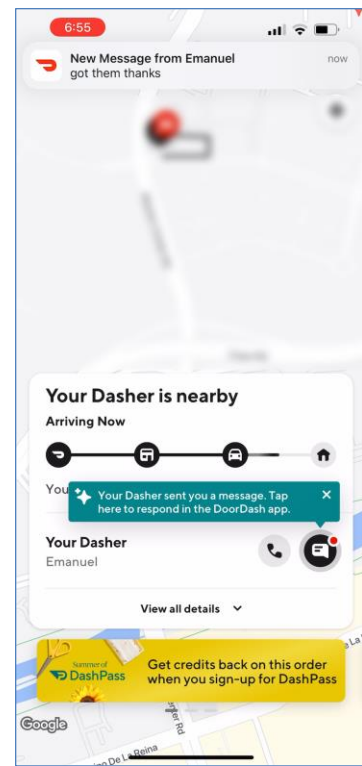 6:55
New Message from Emanuel
now
got them thanks
Your Dasher is nearby
Arriving Now
You
Your Dasher sent you a message. Tap
here to respond in the DoorDash app.
Your Dasher
Emanuel
View all details
Summer of
DashPass
Get credits back on this order
when you sign-up for DashPass
Google
Rd
De La Reina
La